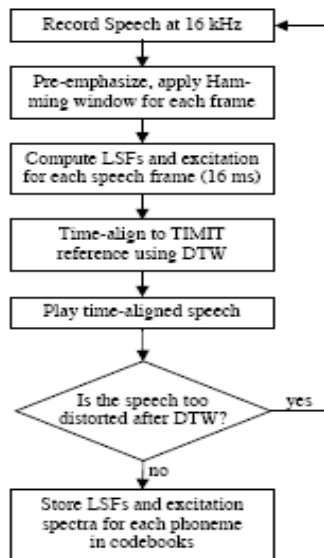 Record Speech at 16 kHz
Pre-emphasize, apply Ham-
ming window for each frame
Compute LSFs and excitation
for each speech frame (16 ms)
Time-align to TIMIT
reference using DTW
Play time-aligned speech
Is the speech too
distorted after DTW?
yes
no
Store LSFs and excitation
spectra for each phoneme
in codebooks